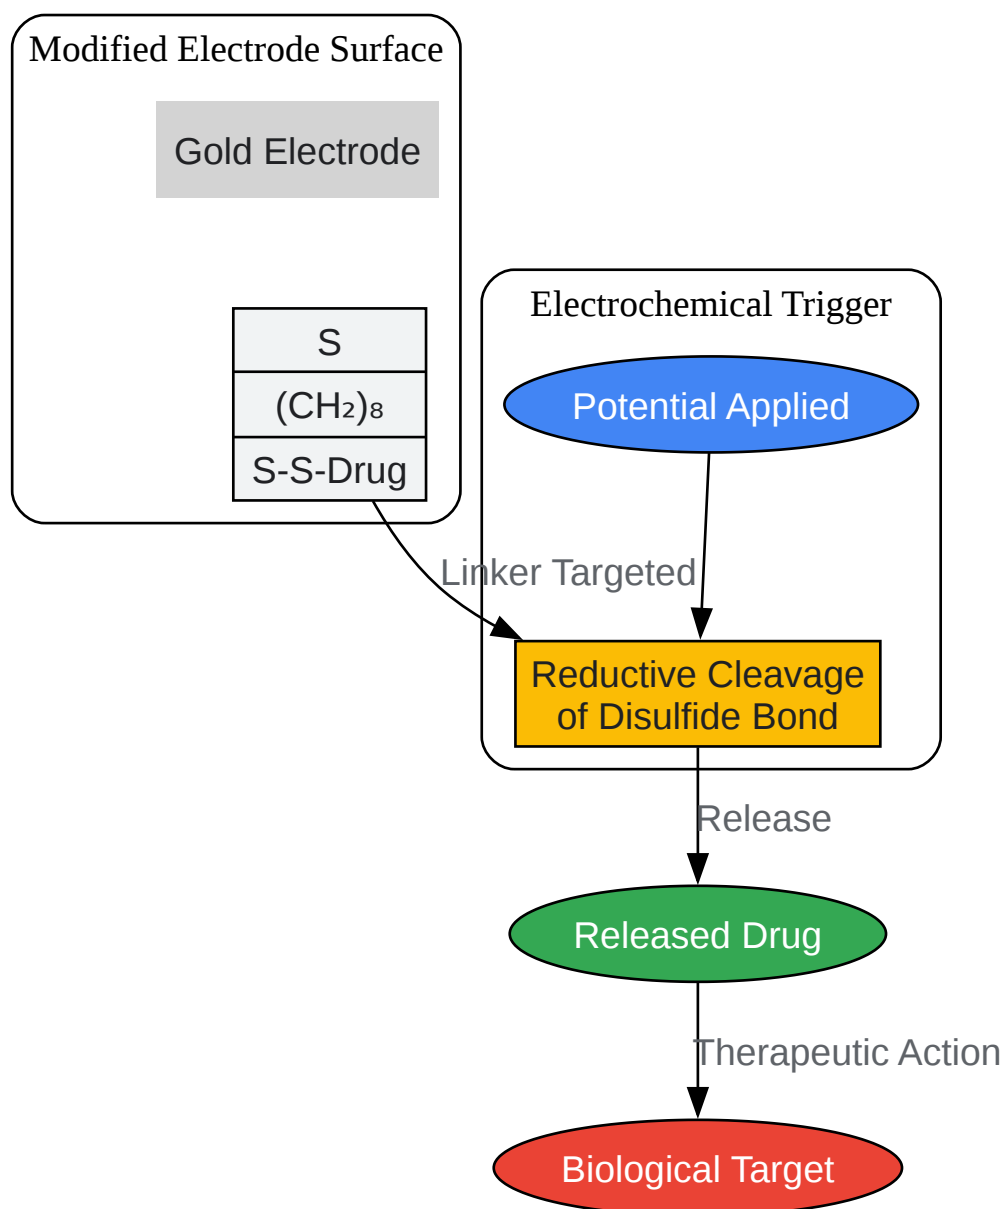 Modified Electrode Surface
Gold Electrode
S
(CH₂)₈
S-S-Drug
Electrochemical Trigger
Potential Applied
Linker Targeted
Reductive Cleavage
of Disulfide Bond
Release
Released Drug
Therapeutic Action
Biological Target